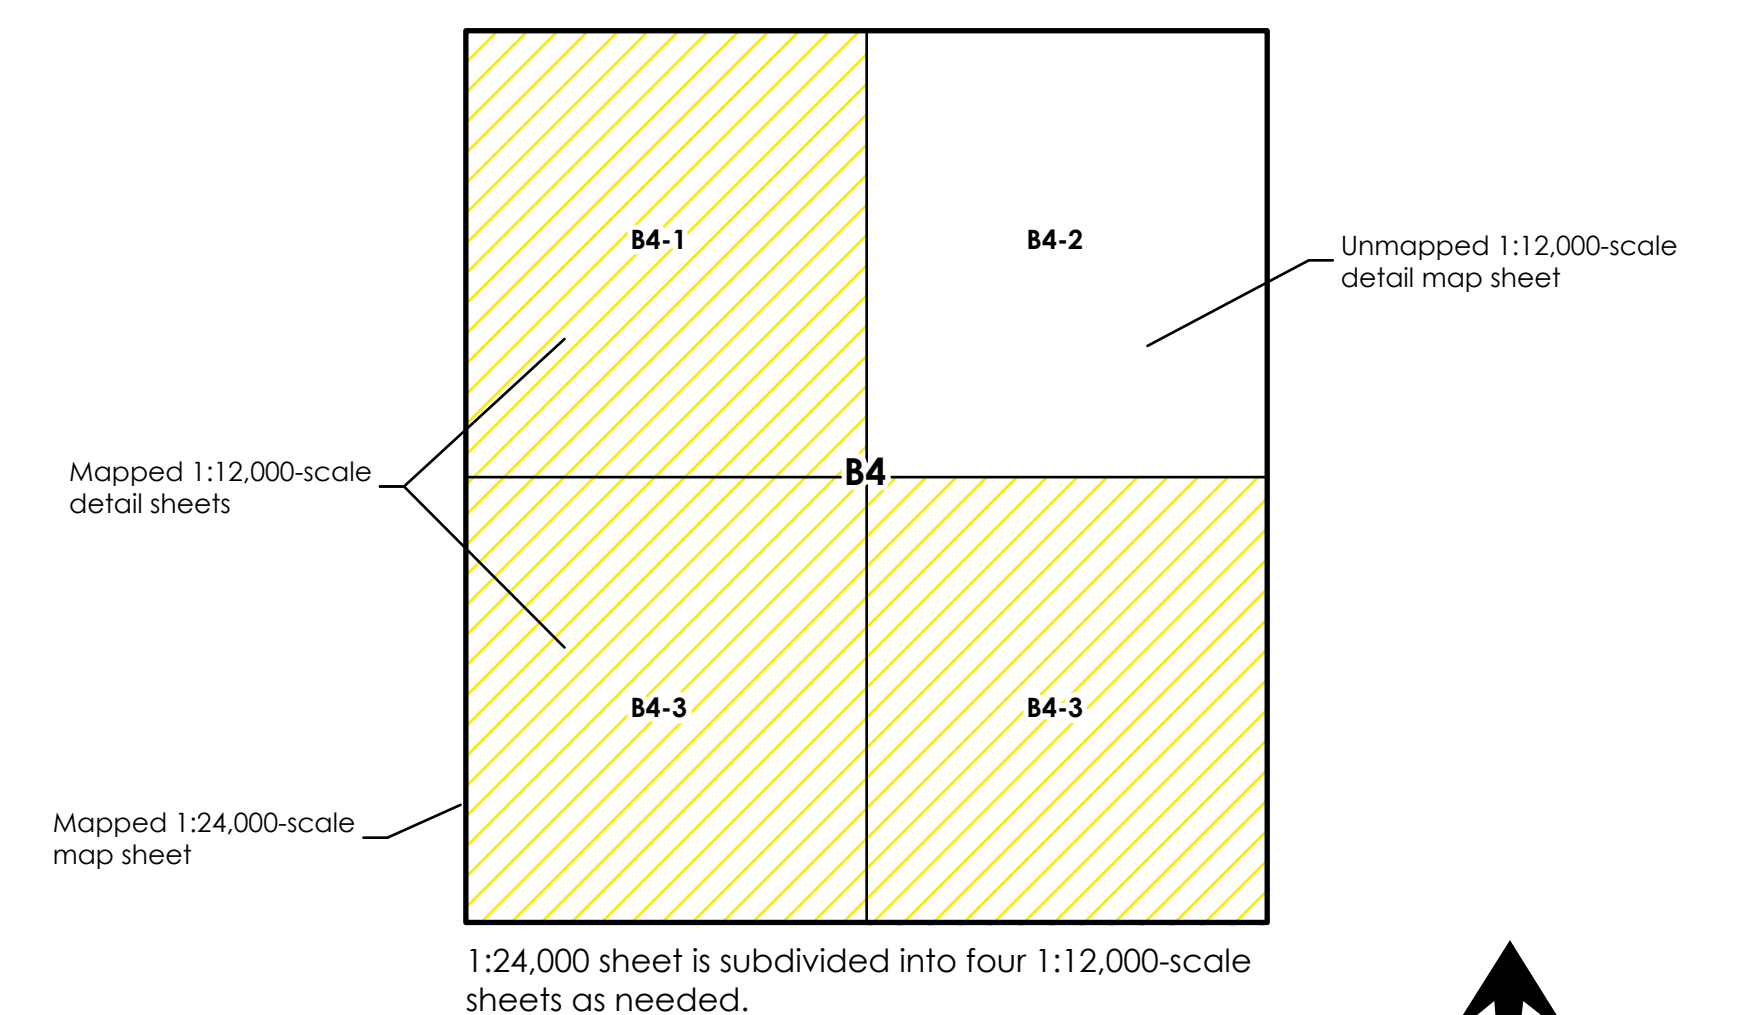 B4-1
B4-2
Unmapped 1:12,000-scale
detail map sheet
Mapped 1:12,000-scale
detail sheets
B4
B4-3
B4-3
Mapped 1:24,000-scale
map sheet
1:24,000 sheet is subdivided into four 1:12,000-scale
sheets as needed.